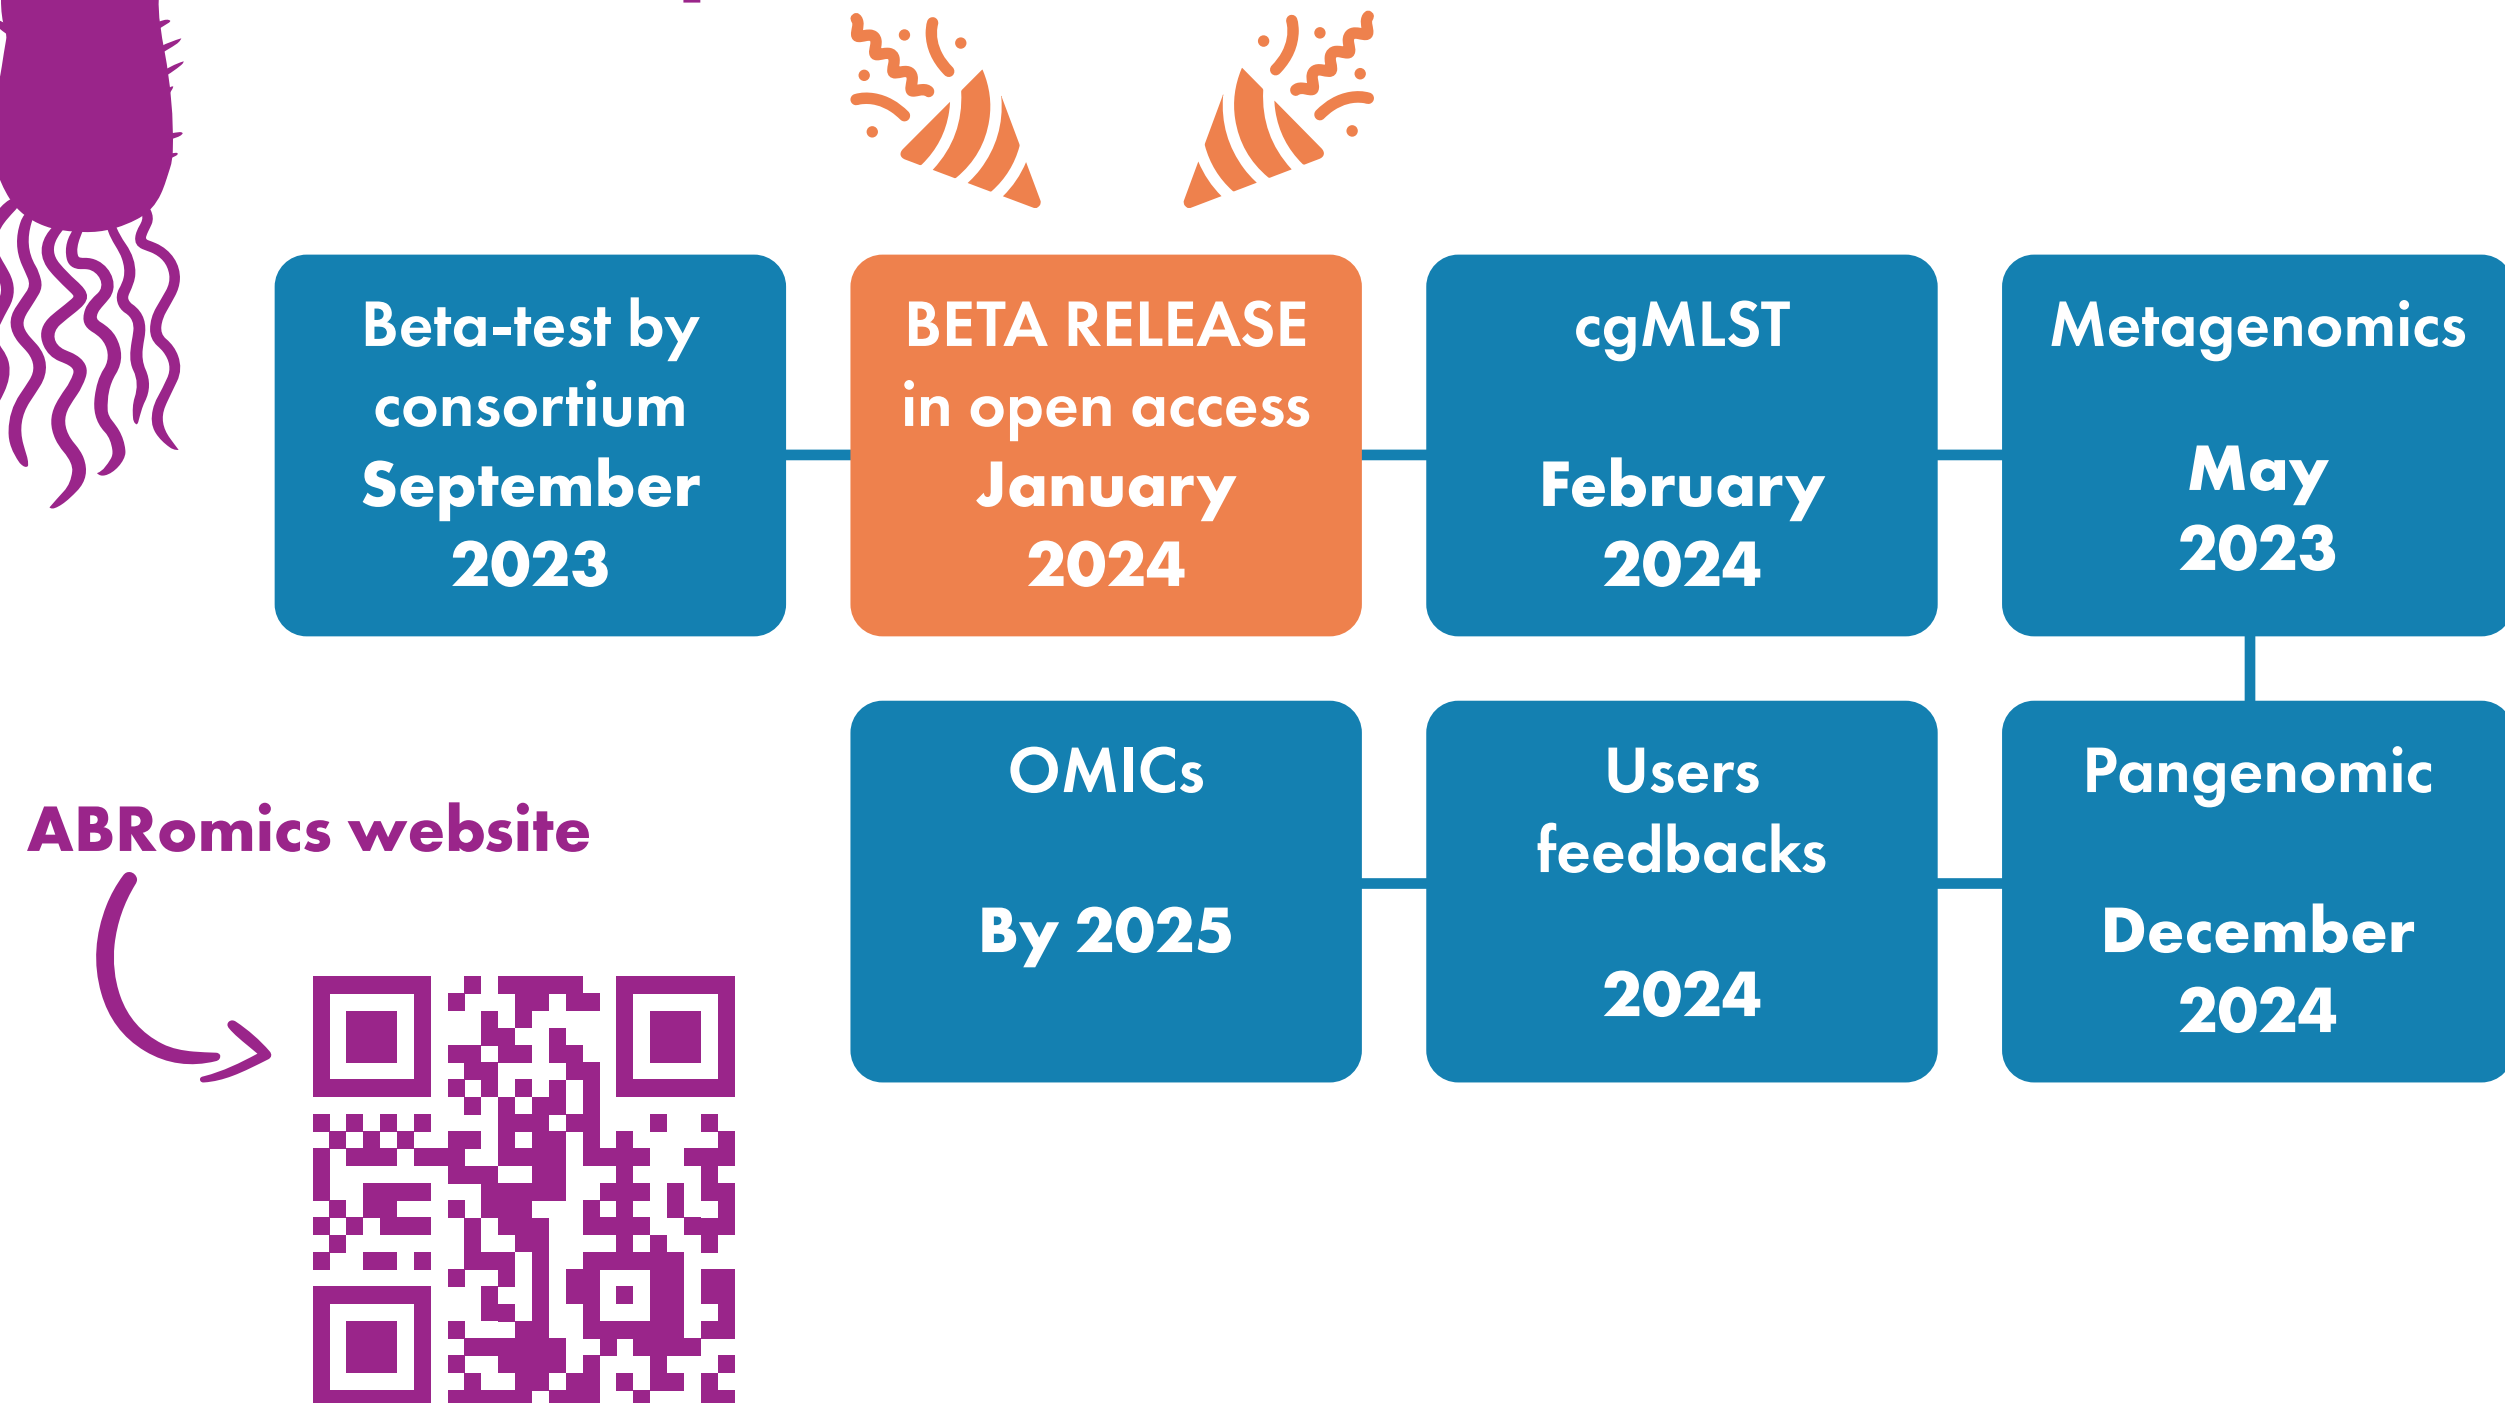 Beta-test by
consortium
September
2023
BETA RELEASE
in open access
January
2024
cgMLST
February
2024
Metagenomics
May
2023
Pangenomic
December
2024
Users
feedbacks
2024
OMICs
By 2025
ABRomics website